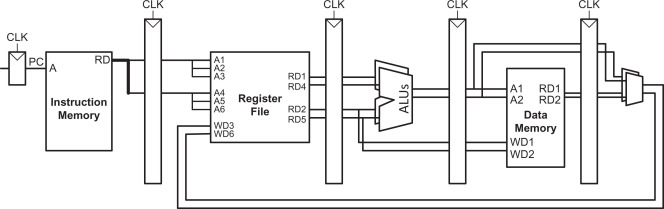 CLK CLK CLK CLK
CLK
PC A RD
Instruction
Memory
A1
A2
A3
RD1
RD4
A4
A5
A6
Register
File
RD2
RD5
WD3
WD6
ALUs
A1 RD1
A2 RD2
Data
Memory
WD1
WD2